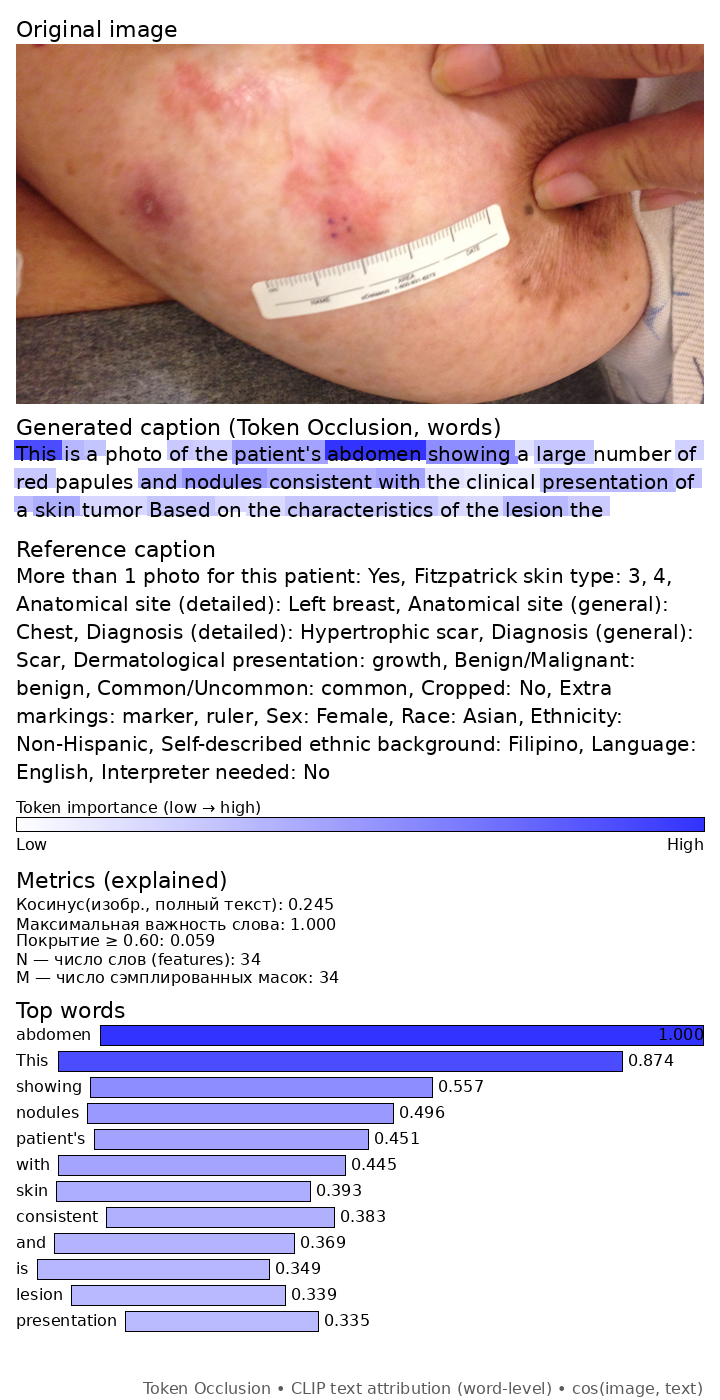 Original image
NAME
AREA
DATE
Generated caption (Token Occlusion, words)
This is a photo of the patient's abdomen showing a large number of
red papules and nodules consistent with the clinical presentation of
a skin tumor Based on the characteristics of the lesion the
Reference caption
More than 1 photo for this patient: Yes, Fitzpatrick skin type: 3, 4,
Anatomical site (detailed): Left breast, Anatomical site (general):
Chest, Diagnosis (detailed): Hypertrophic scar, Diagnosis (general):
Scar, Dermatological presentation: growth, Benign/Malignant:
benign, Common/Uncommon: common, Cropped: No, Extra
markings: marker, ruler, Sex: Female, Race: Asian, Ethnicity:
Non-Hispanic, Self-described ethnic background: Filipino, Language:
English, Interpreter needed: No
Token importance (low → high)
Low High
Metrics (explained)
Косинус(изобр., полный текст): 0.245
Максимальная важность слова: 1.000
Покрытие ≥ 0.60: 0.059
N — число слов (features): 34
M — число сэмплированных масок: 34
Top words
abdomen 1.000
This 0.874
showing 0.557
nodules 0.496
patient's 0.451
with 0.445
skin 0.393
consistent 0.383
and 0.369
is 0.349
lesion 0.339
presentation 0.335
Token Occlusion • CLIP text attribution (word-level) • cos(image, text)